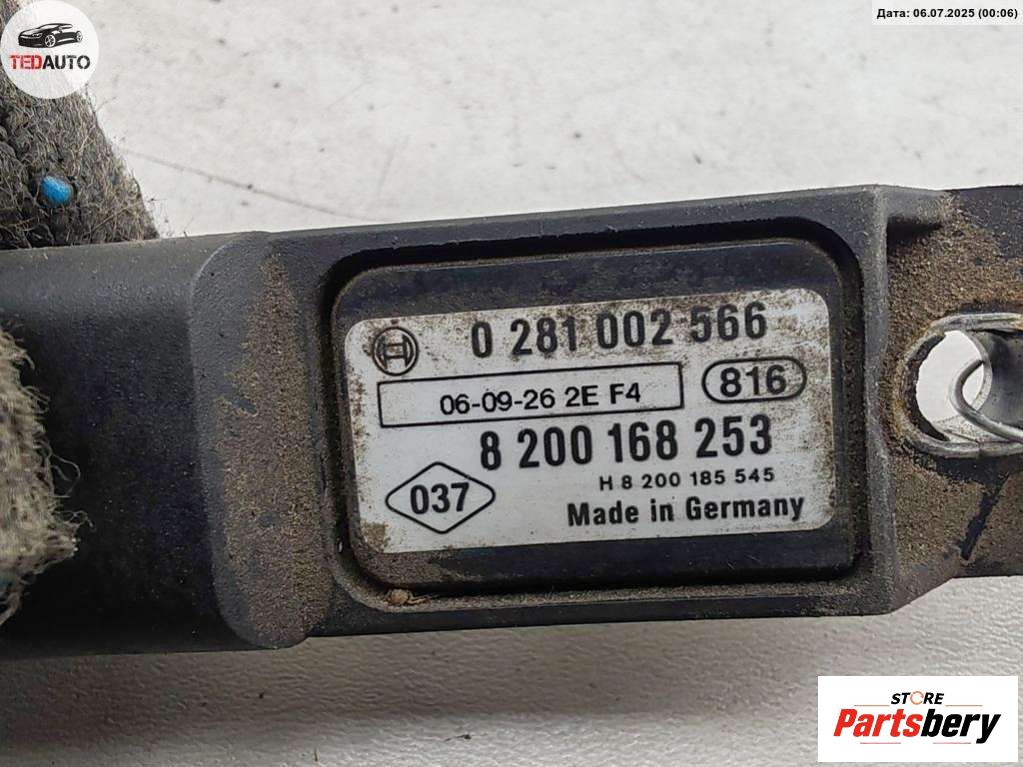 Дата: 06.07.2025 (00:06)
TEDAUTO
0 281 002 566
06-09-26 2E F4
816
8 200 168 253
H 8 200 185 545
037
Made in Germany
STORE
Partsbery